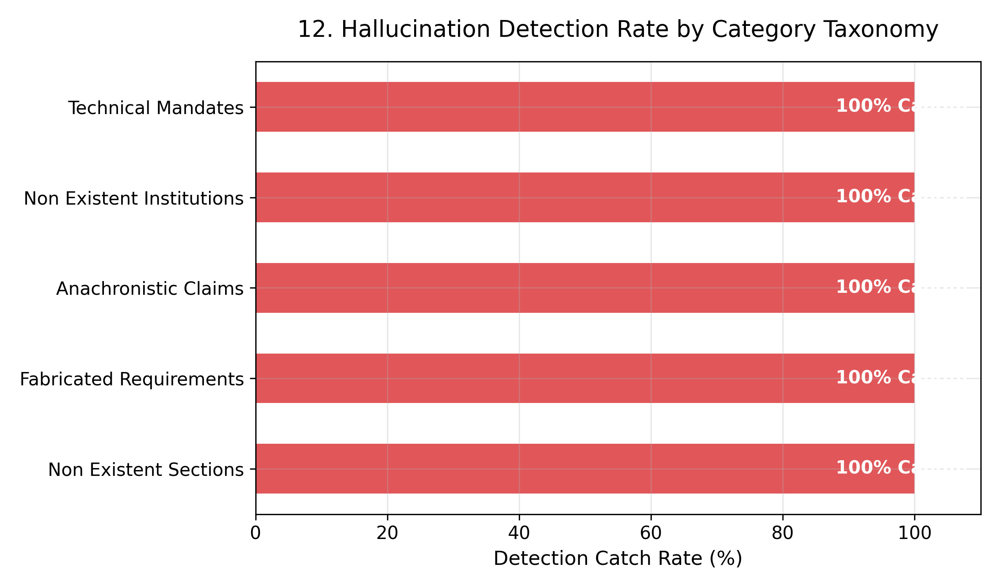 12. Hallucination Detection Rate by Category Taxonomy
Technical Mandates
100% Ca
Non Existent Institutions
100% Ca
Anachronistic Claims
100% Ca
Fabricated Requirements
100% Ca
Non Existent Sections
100% Ca
0 20 40 60 80 100
Detection Catch Rate (%)